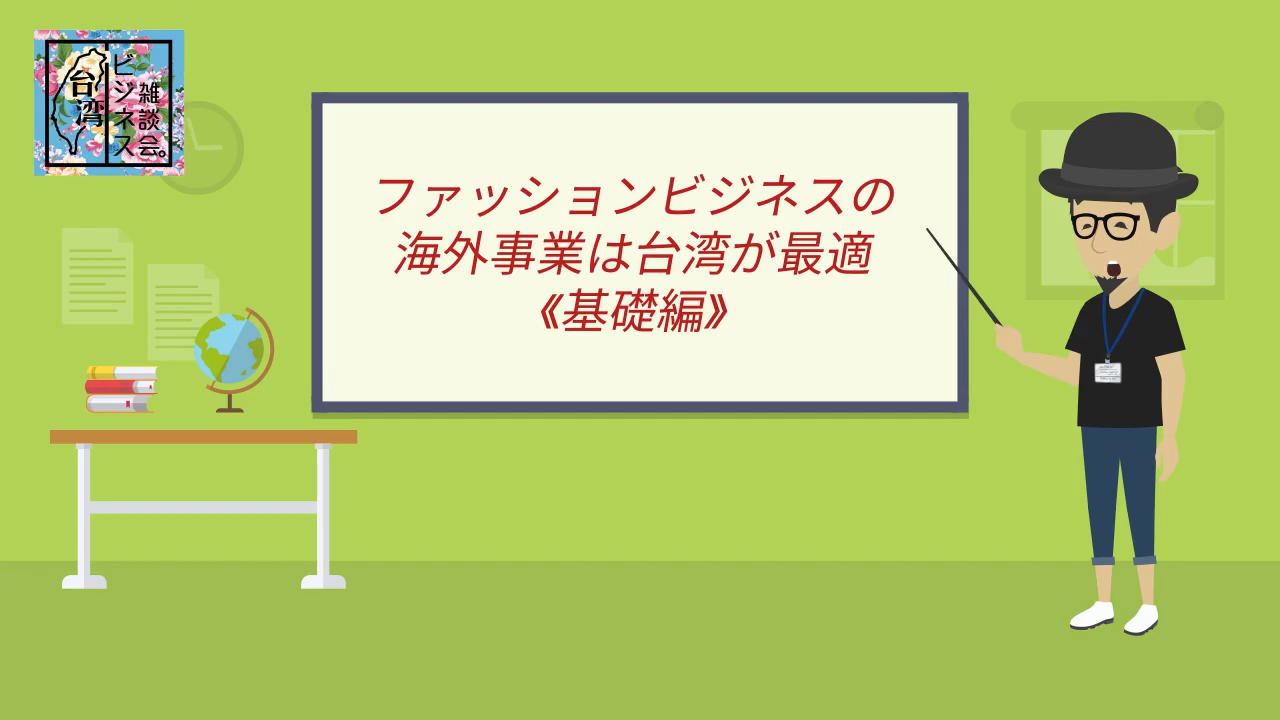 台湾
ビジネス
雑談会。
ファッションビジネスの
海外事業は台湾が最適
《基礎編》